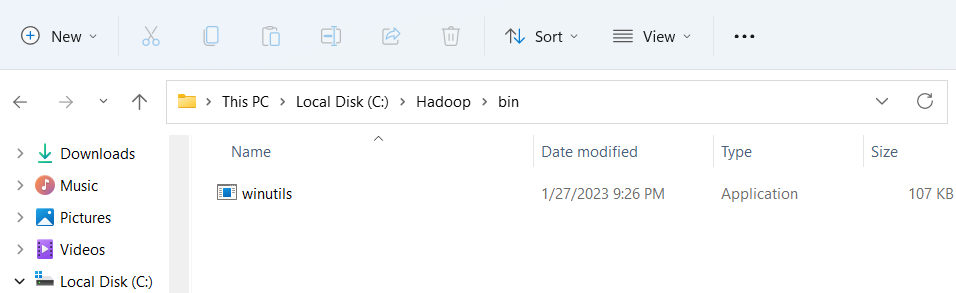 New Sort View
This PC Local Disk (C:) Hadoop bin
Downloads
Music
Pictures
Videos
Local Disk (C:)
Name Date modified Type Size
winutils 1/27/2023 9:26 PM Application 107 KB